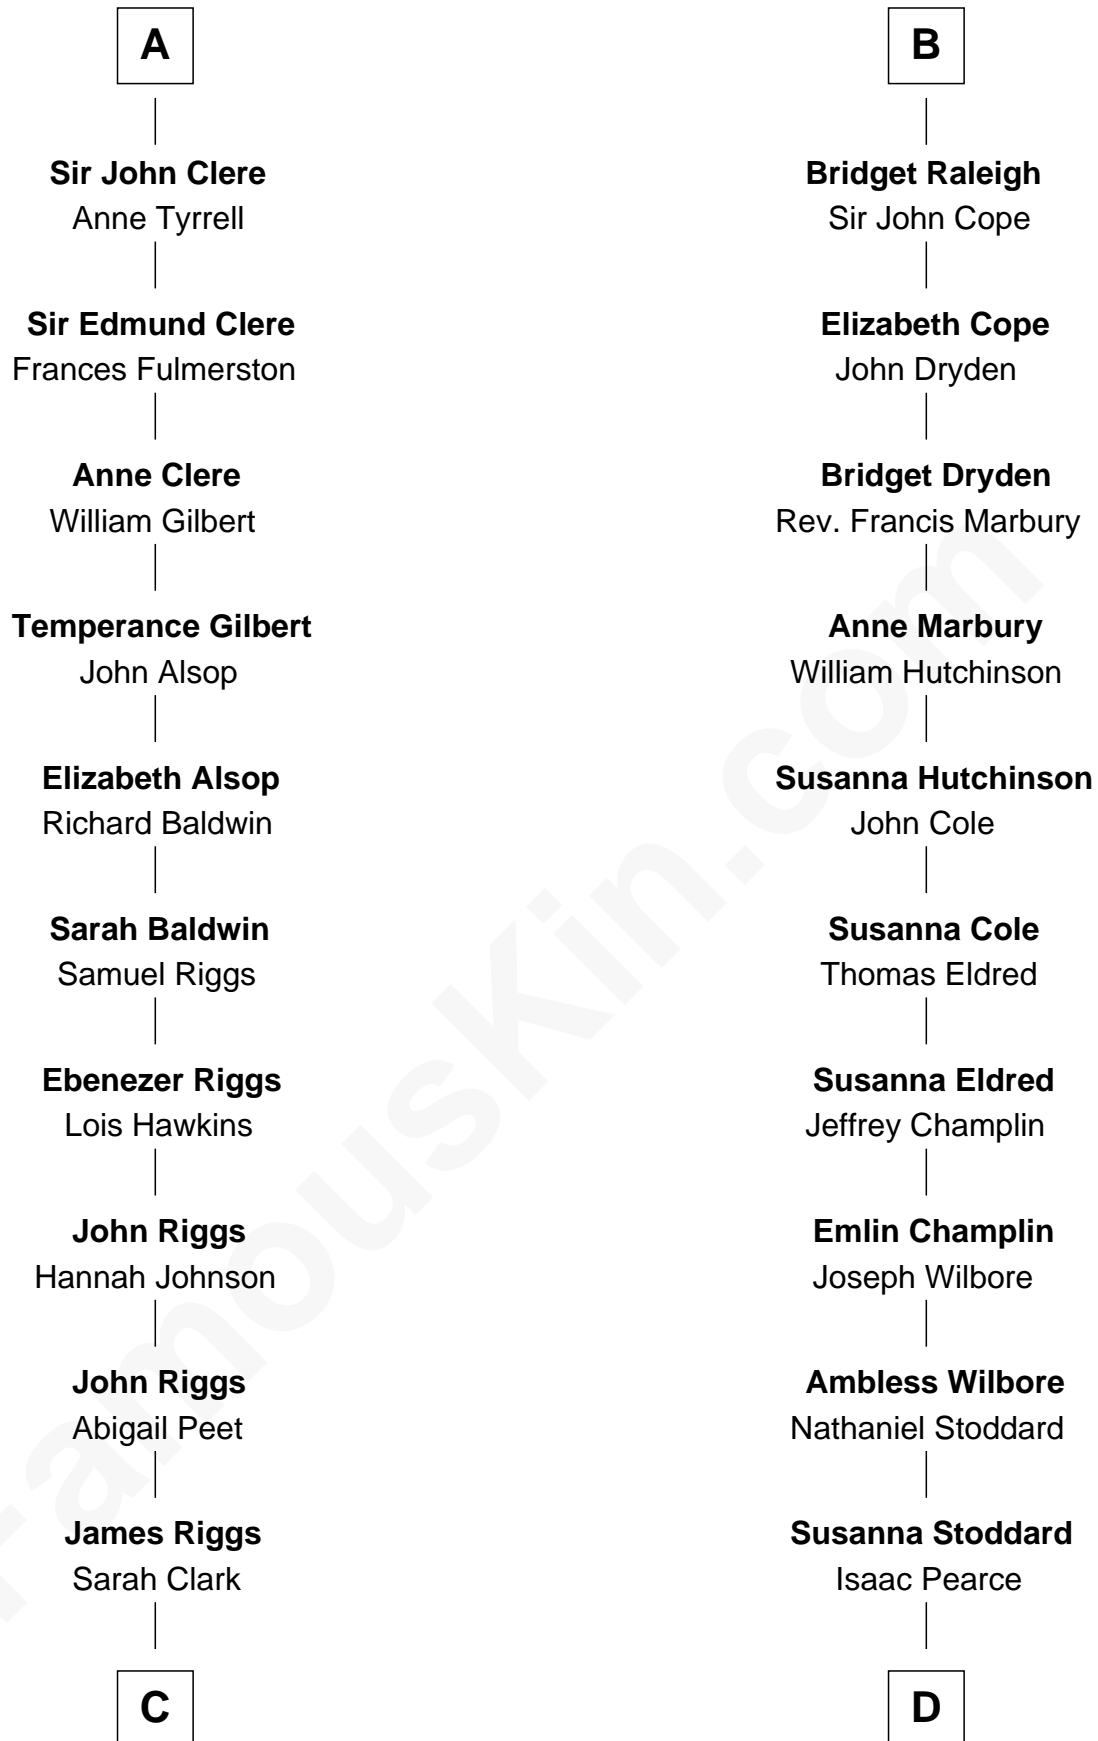 A
Sir John Clere
Anne Tyrrell
Sir Edmund Clere
Frances Fulmerston
Anne Clere
William Gilbert
Temperance Gilbert
John Alsop
Elizabeth Alsop
Richard Baldwin
Sarah Baldwin
Samuel Riggs
Ebenezer Riggs
Lois Hawkins
John Riggs
Hannah Johnson
John Riggs
Abigail Peet
James Riggs
Sarah Clark
C
B
Bridget Raleigh
Sir John Cope
Elizabeth Cope
John Dryden
Bridget Dryden
Rev. Francis Marbury
Anne Marbury
William Hutchinson
Susanna Hutchinson
John Cole
Susanna Cole
Thomas Eldred
Susanna Eldred
Jeffrey Champlin
Emlin Champlin
Joseph Wilbore
Ambless Wilbore
Nathaniel Stoddard
Susanna Stoddard
Isaac Pearce
D
FamousKin.com